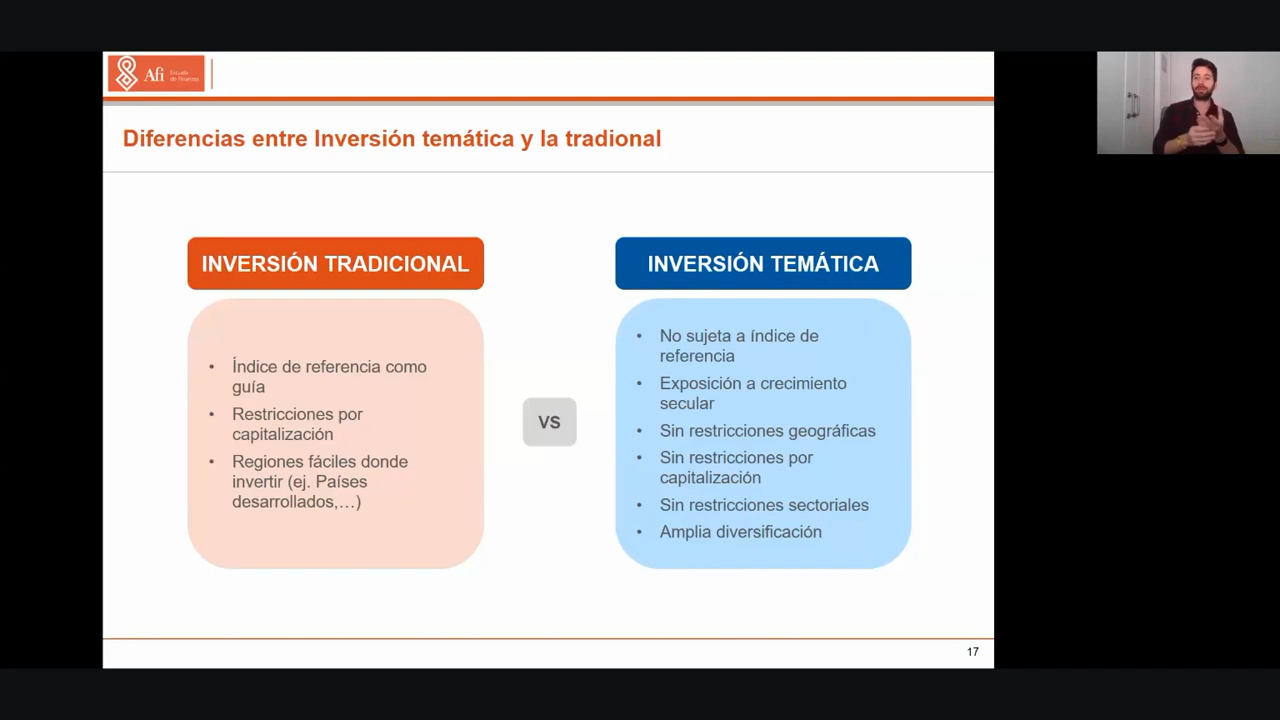 Afi Escuela de Finanzas
Diferencias entre Inversión temática y la tradional
INVERSIÓN TRADICIONAL
• Índice de referencia como
guía
• Restricciones por
capitalización
• Regiones fáciles donde
invertir (ej. Países
desarrollados,…)
VS
INVERSIÓN TEMÁTICA
• No sujeta a índice de
referencia
• Exposición a crecimiento
secular
• Sin restricciones geográficas
• Sin restricciones por
capitalización
• Sin restricciones sectoriales
• Amplia diversificación
17